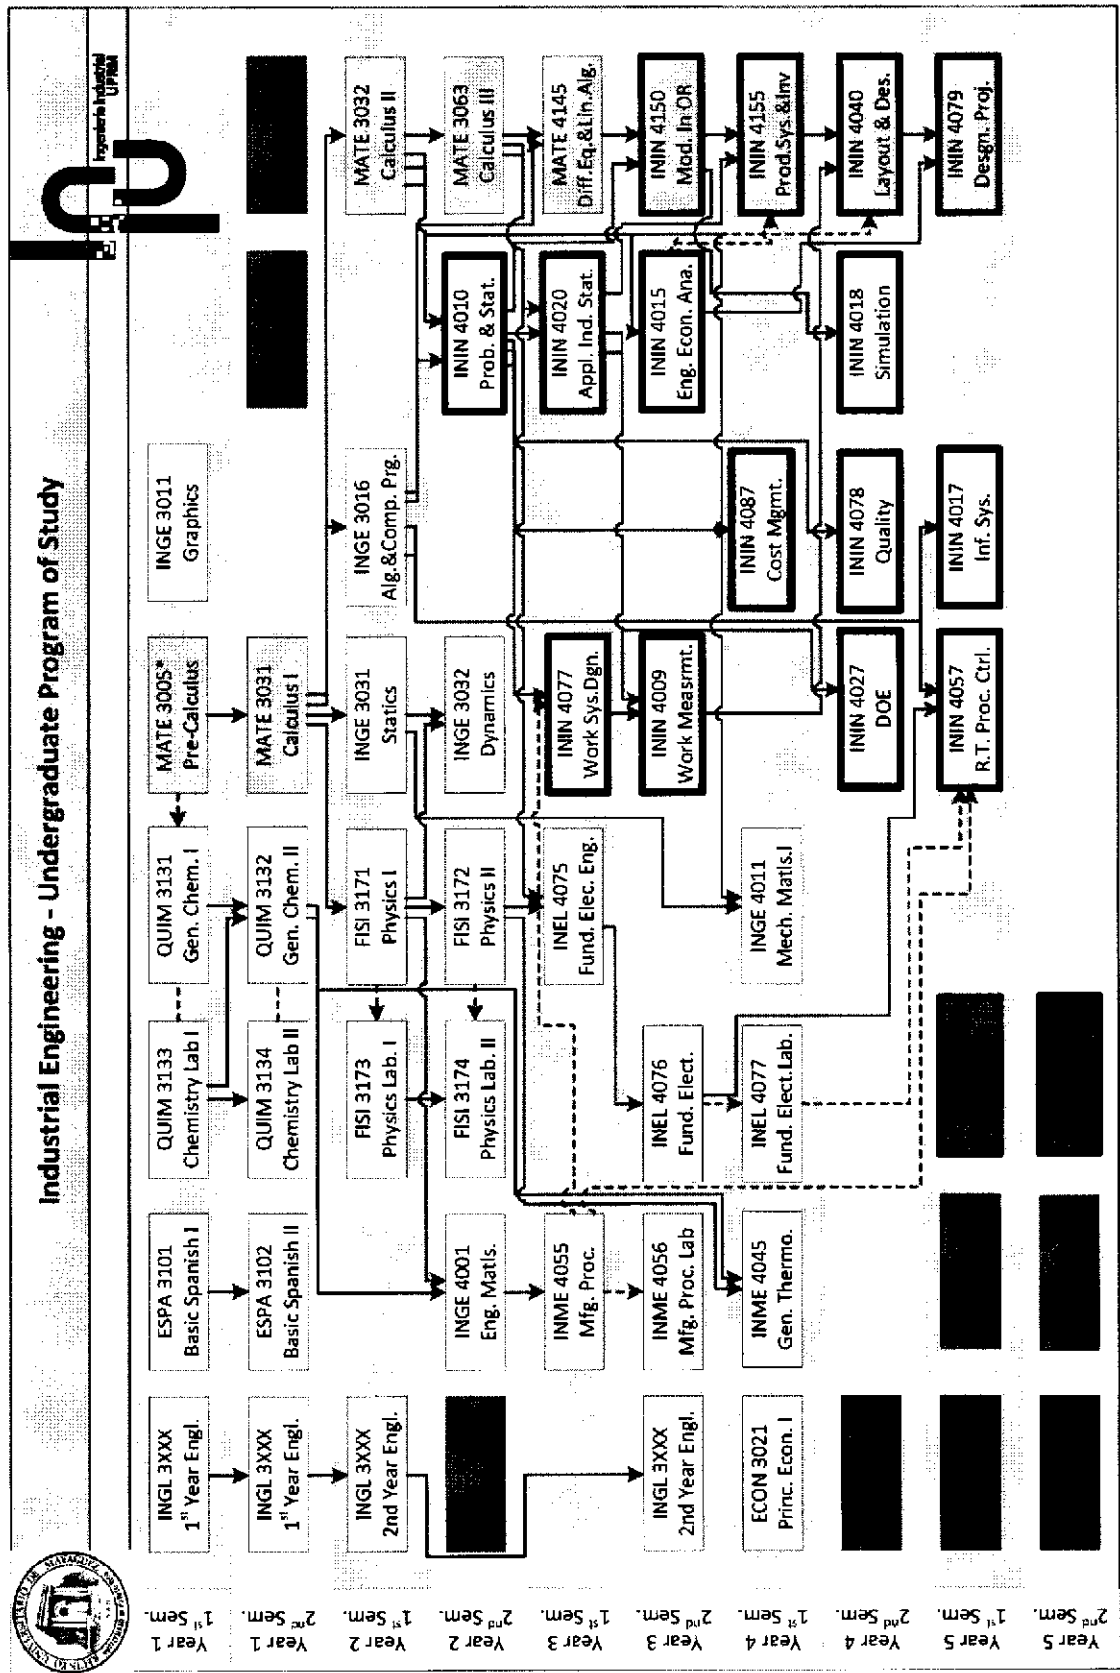 Industrial Engineering - Undergraduate Program of Study
Ingeniería Industrial
UPRM
Year 1
1st Sem.
INGL 3XXX
1st Year Engl.
ESPA 3101
Basic Spanish I
QUIM 3133
Chemistry Lab I
QUIM 3131
Gen. Chem. I
MATE 3005*
Pre-Calculus
INGE 3011
Graphics
Year 1
2nd Sem.
INGL 3XXX
1st Year Engl.
ESPA 3102
Basic Spanish II
QUIM 3134
Chemistry Lab II
QUIM 3132
Gen. Chem. II
MATE 3031
Calculus I
Year 2
1st Sem.
INGL 3XXX
2nd Year Engl.
FISI 3173
Physics Lab. I
FISI 3171
Physics I
INGE 3031
Statics
INGE 3016
Alg.&Comp. Prg.
MATE 3032
Calculus II
Year 2
2nd Sem.
INGE 4001
Eng. Matls.
FISI 3174
Physics Lab. II
FISI 3172
Physics II
INGE 3032
Dynamics
ININ 4010
Prob. & Stat.
MATE 3063
Calculus III
Year 3
1st Sem.
INME 4055
Mfg. Proc.
INEL 4075
Fund. Elec. Eng.
ININ 4077
Work Sys.Dgn.
ININ 4020
Appl. Ind. Stat.
MATE 4145
Diff.Eq.&Lin.Alg.
Year 3
2nd Sem.
INGL 3XXX
2nd Year Engl.
INME 4056
Mfg. Proc. Lab
INEL 4076
Fund. Elect.
ININ 4009
Work Measrmt.
ININ 4015
Eng. Econ. Ana.
ININ 4150
Mod. In OR
Year 4
1st Sem.
ECON 3021
Princ. Econ. I
INME 4045
Gen. Thermo.
INEL 4077
Fund. Elect.Lab.
INGE 4011
Mech. Matls.I
ININ 4087
Cost Mgmt.
ININ 4155
Prod.Sys.&Inv
Year 4
2nd Sem.
ININ 4027
DOE
ININ 4078
Quality
ININ 4018
Simulation
ININ 4040
Layout & Des.
Year 5
1st Sem.
ININ 4057
R.T. Proc. Ctrl.
ININ 4017
Inf. Sys.
ININ 4079
Desgn. Proj.
Year 5
2nd Sem.